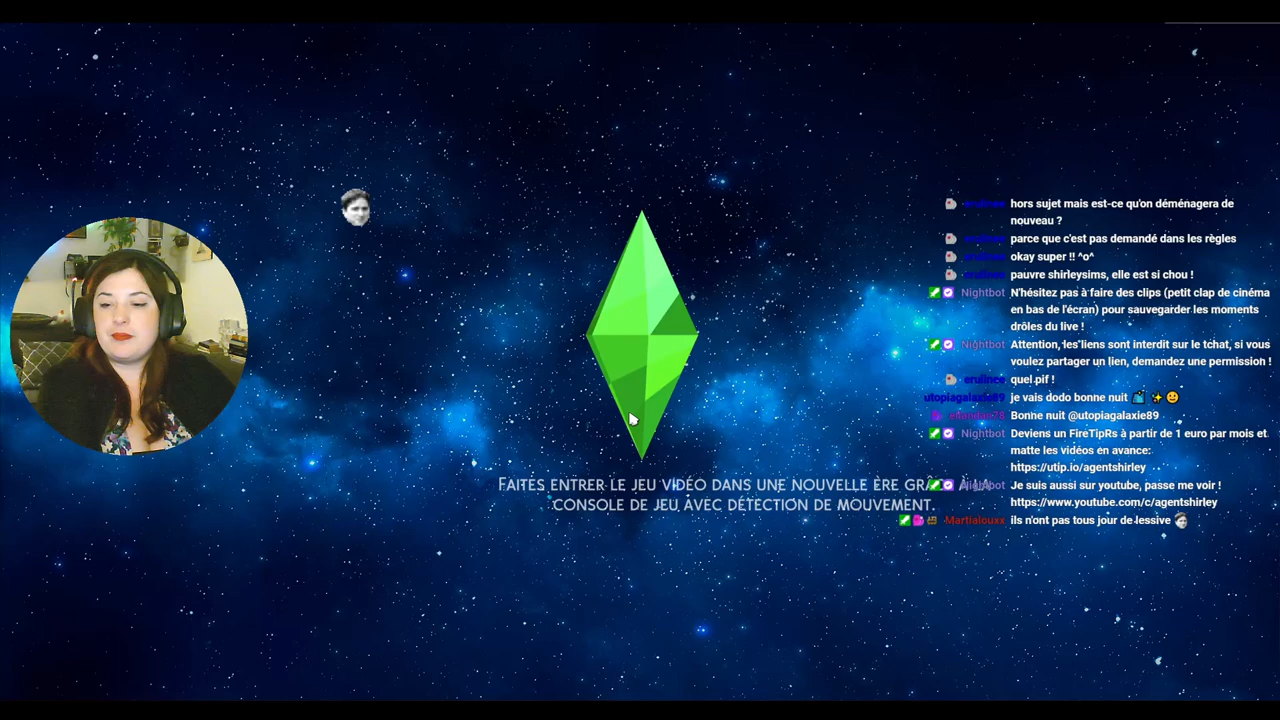 FAITES ENTRER LE JEU VIDÉO DANS UNE NOUVELLE ÈRE GRÂCE À LA
CONSOLE DE JEU AVEC DÉTECTION DE MOUVEMENT.
erulinee hors sujet mais est-ce qu'on déménagera de
nouveau ?
erulinee parce que c'est pas demandé dans les règles
erulinee okay super !! ^o^
erulinee pauvre shirleysims, elle est si chou !
Nightbot N'hésitez pas à faire des clips (petit clap de cinéma
en bas de l'écran) pour sauvegarder les moments
drôles du live !
Nightbot Attention, les liens sont interdit sur le tchat, si vous
voulez partager un lien, demandez une permission !
erulinee quel pif !
utopiagalaxie89 je vais dodo bonne nuit
Bonne nuit @utopiagalaxie89
Nightbot Deviens un FireTipRs à partir de 1 euro par mois et
matte les vidéos en avance:
https://utip.io/agentshirley
Nightbot Je suis aussi sur youtube, passe me voir !
https://www.youtube.com/c/agentshirley
Martialouxx ils n'ont pas tous jour de lessive